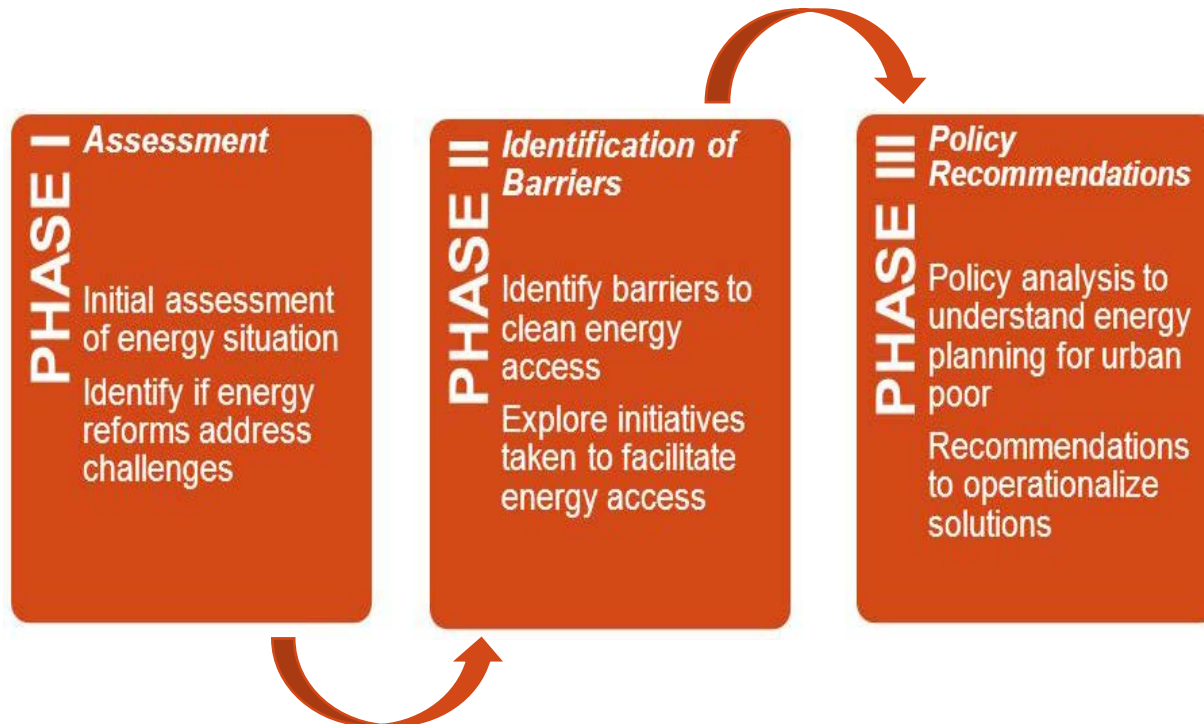 PHASE I
Assessment
Initial assessment
of energy situation
Identify if energy
reforms address
challenges
PHASE II
Identification of
Barriers
Identify barriers to
clean energy
access
Explore initiatives
taken to facilitate
energy access
PHASE III
Policy
Recommendations
Policy analysis to
understand energy
planning for urban
poor
Recommendations
to operationalize
solutions